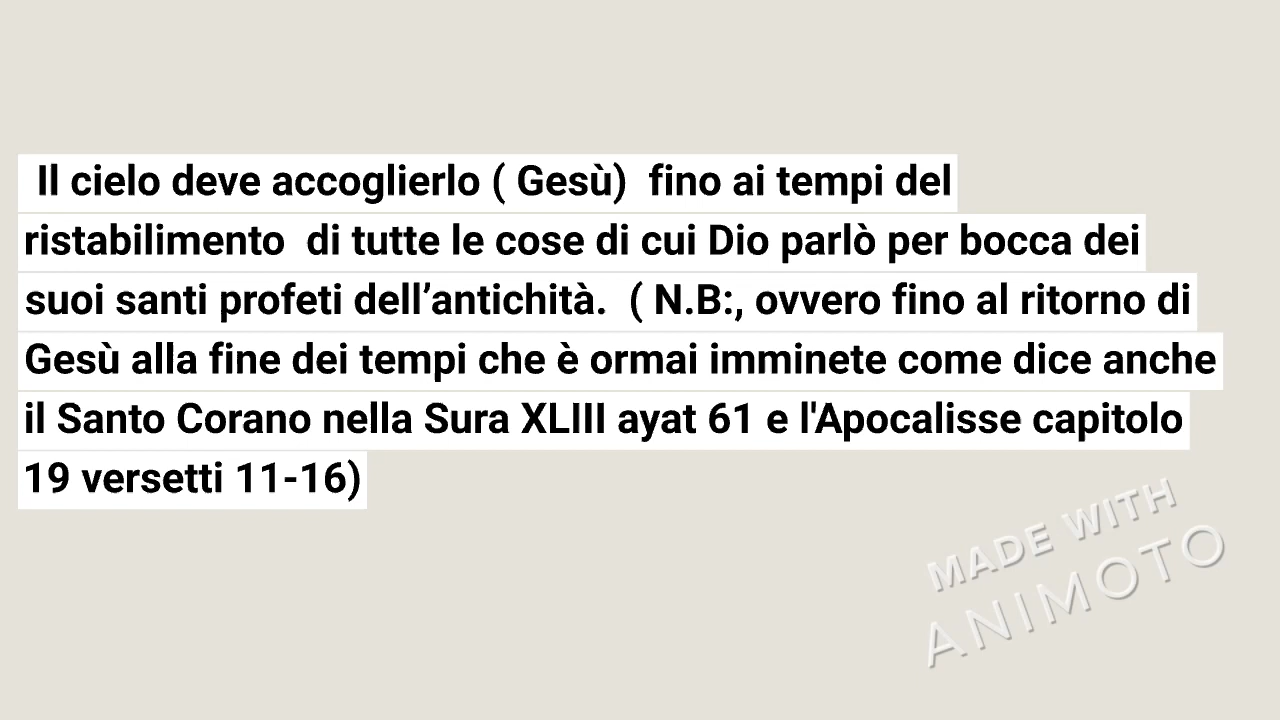 Il cielo deve accoglierlo ( Gesù)  fino ai tempi del
ristabilimento  di tutte le cose di cui Dio parlò per bocca dei
suoi santi profeti dell’antichità.  ( N.B:, ovvero fino al ritorno di
Gesù alla fine dei tempi che è ormai imminete come dice anche
il Santo Corano nella Sura XLIII ayat 61 e l'Apocalisse capitolo
19 versetti 11-16)
MADE WITH
ANIMOTO